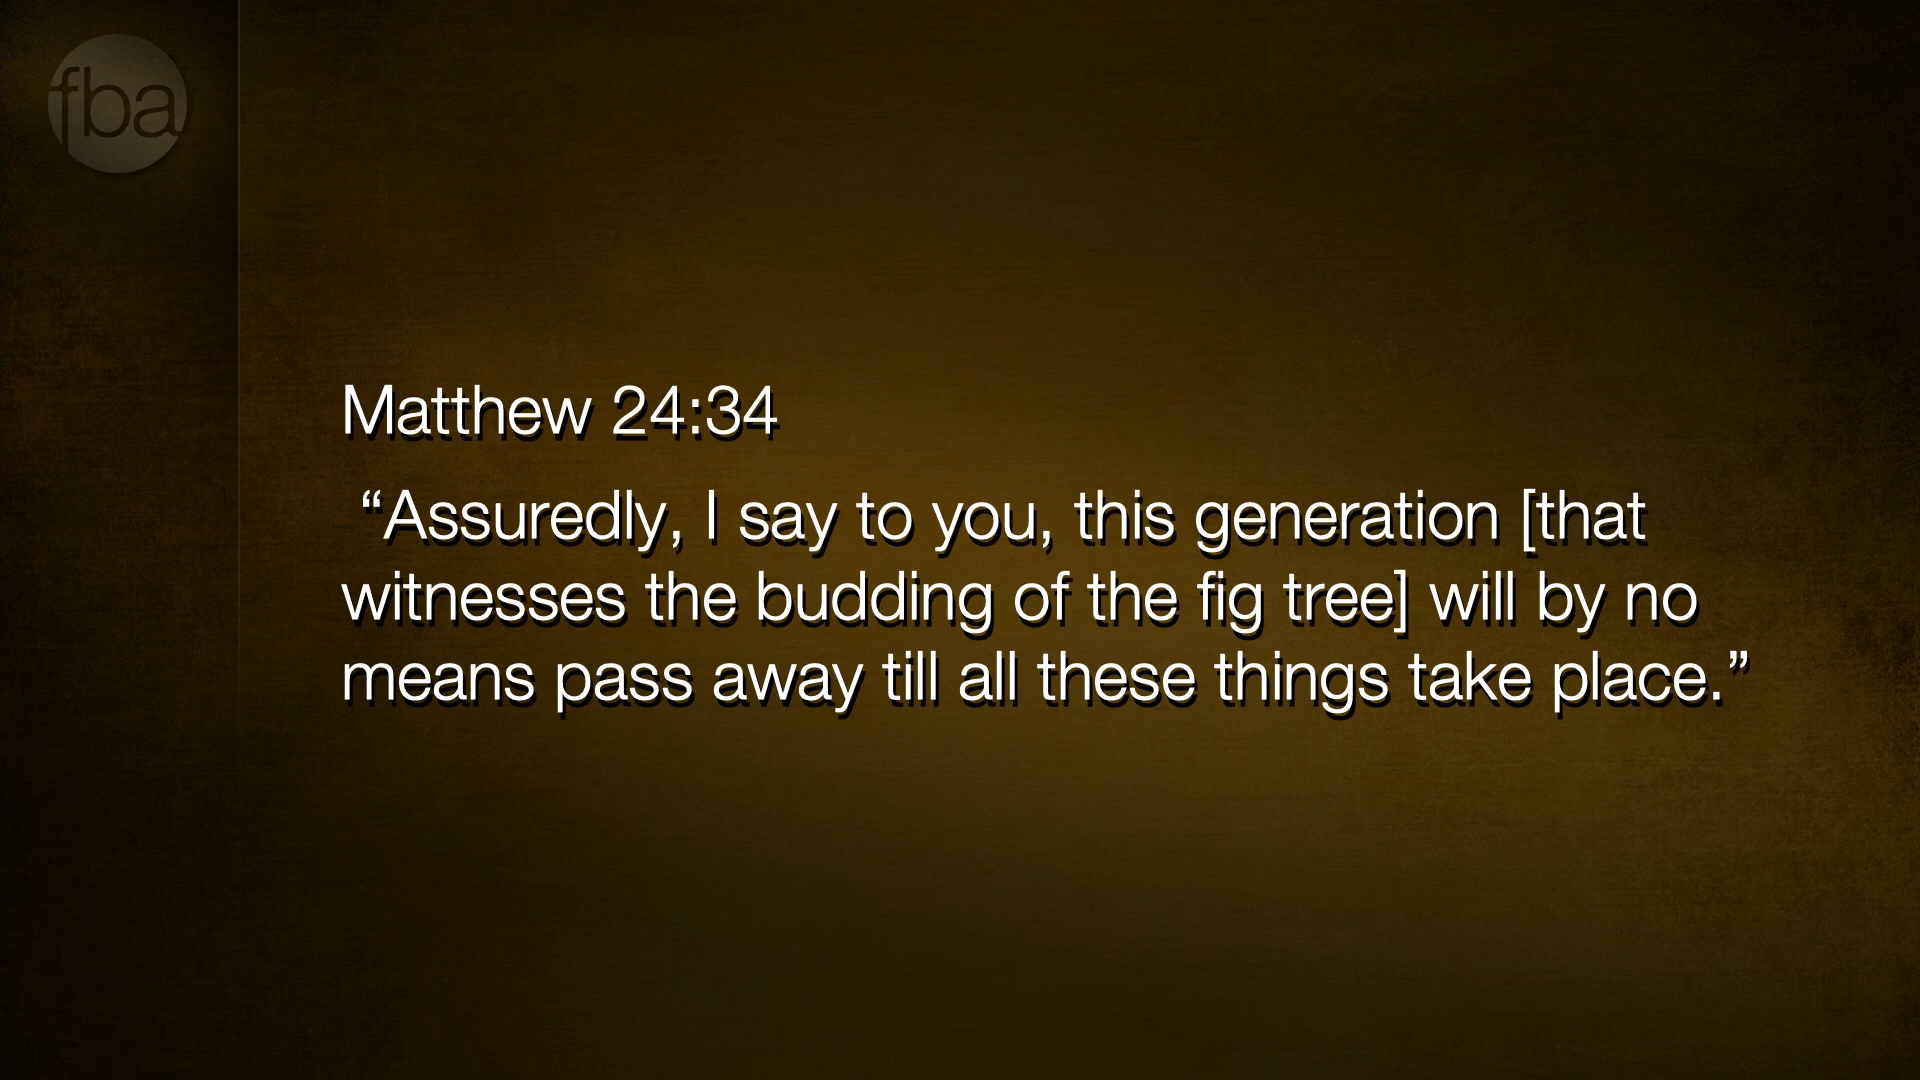 fba
Matthew 24:34
“Assuredly, I say to you, this generation [that
witnesses the budding of the fig tree] will by no
means pass away till all these things take place.”